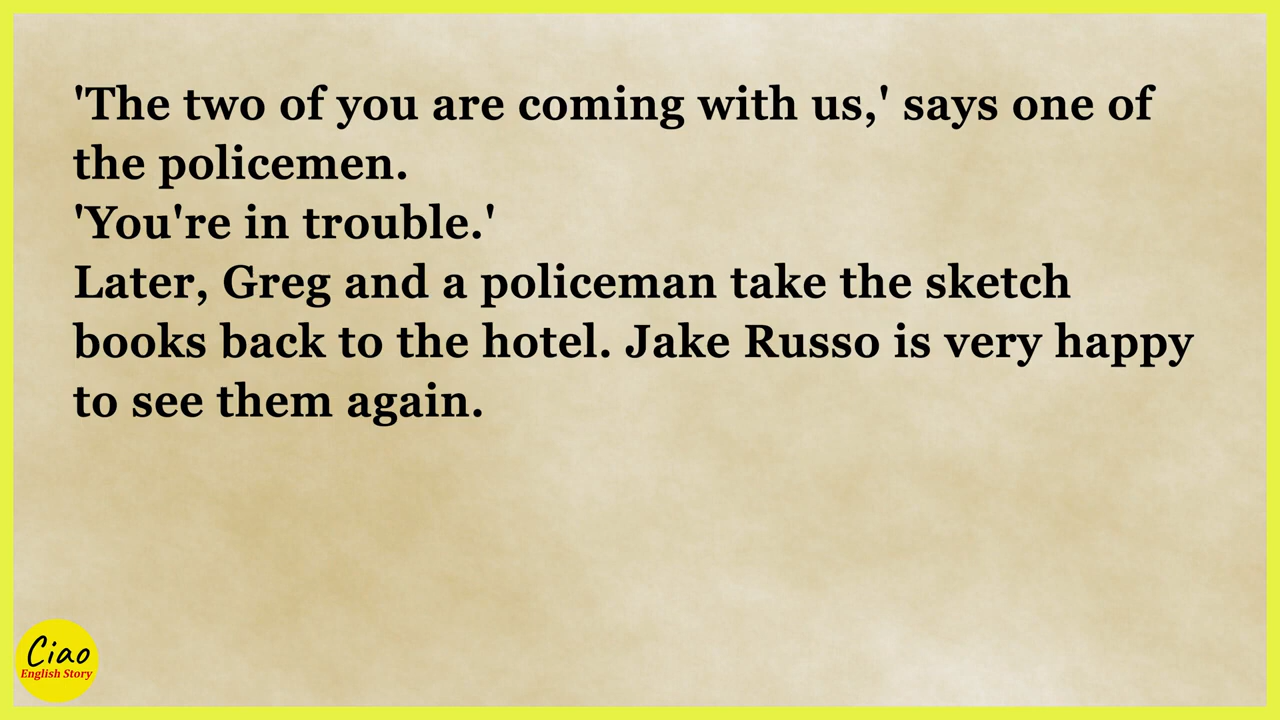 'The two of you are coming with us,' says one of
the policemen.
'You're in trouble.'
Later, Greg and a policeman take the sketch
books back to the hotel. Jake Russo is very happy
to see them again.
Ciao
English Story